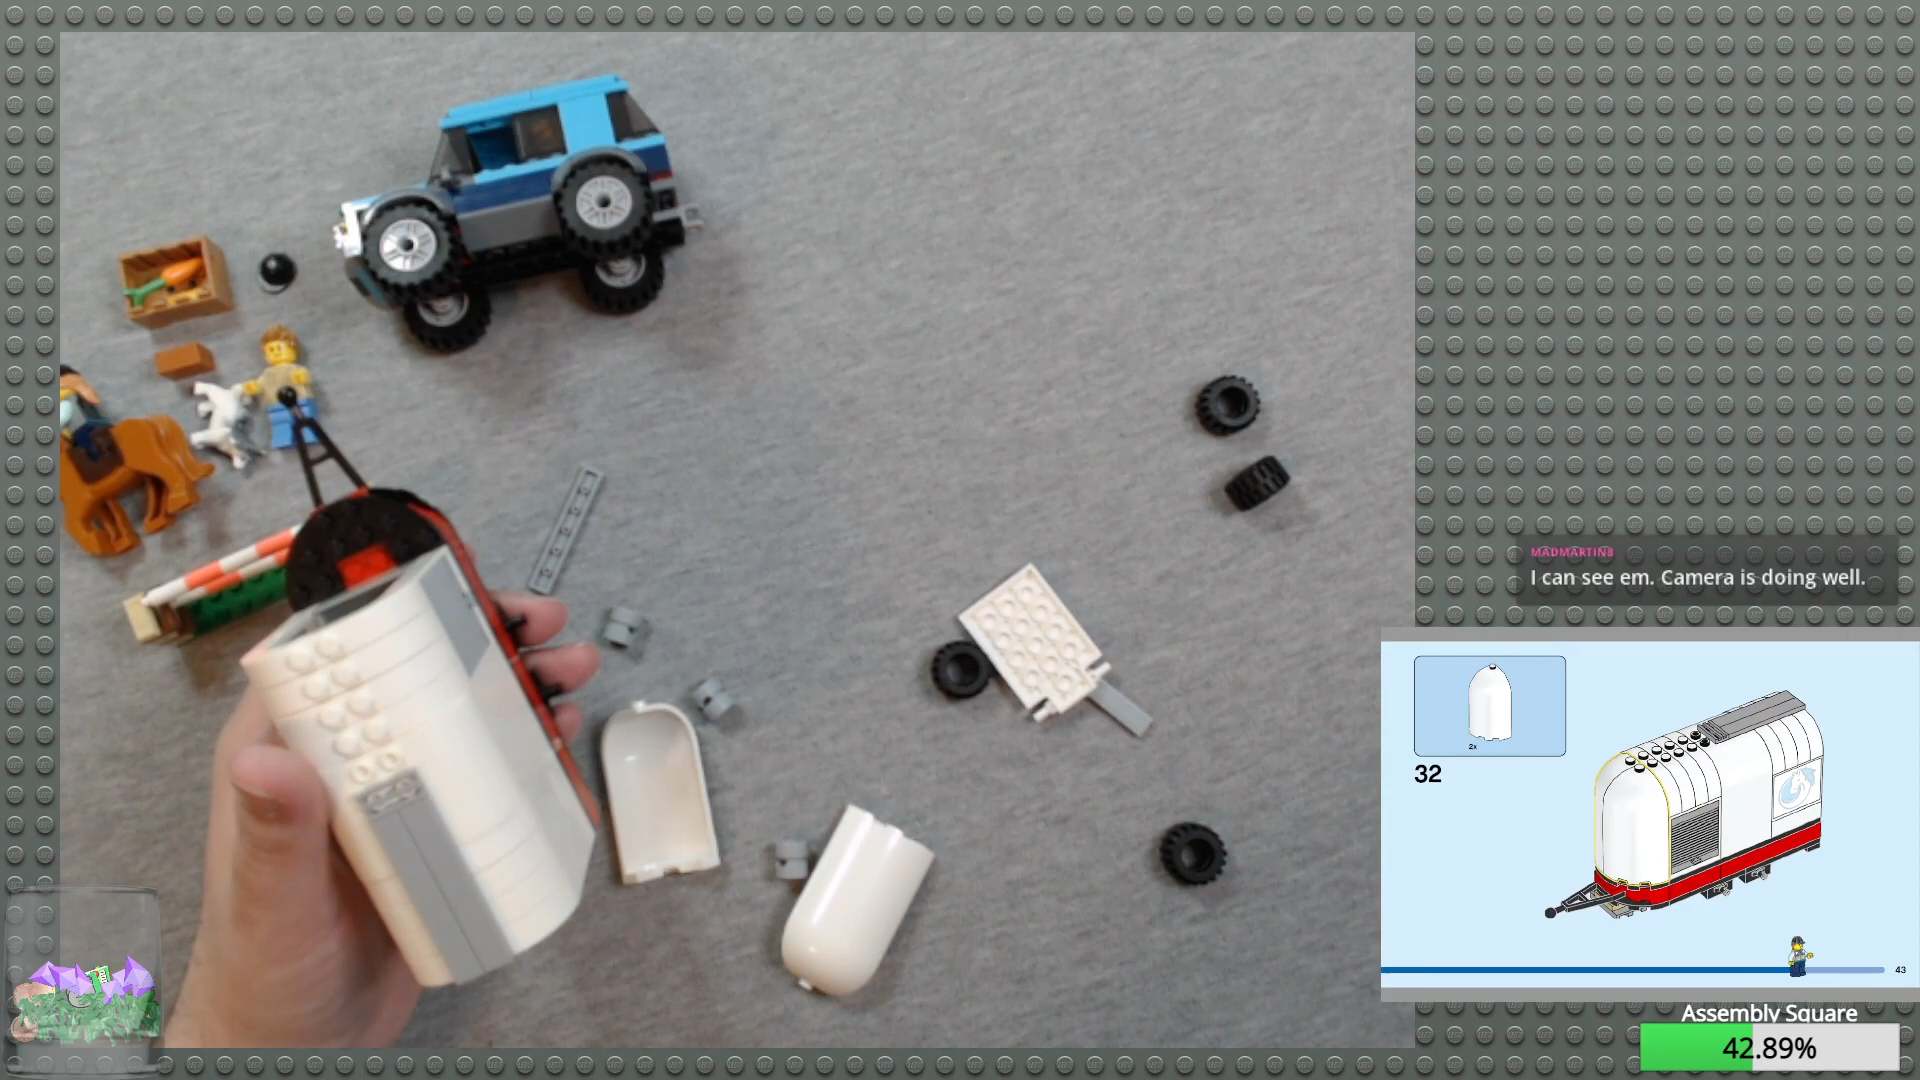 MADMARTIN8
I can see em. Camera is doing well.
2x
32
43
Assembly Square
42.89%